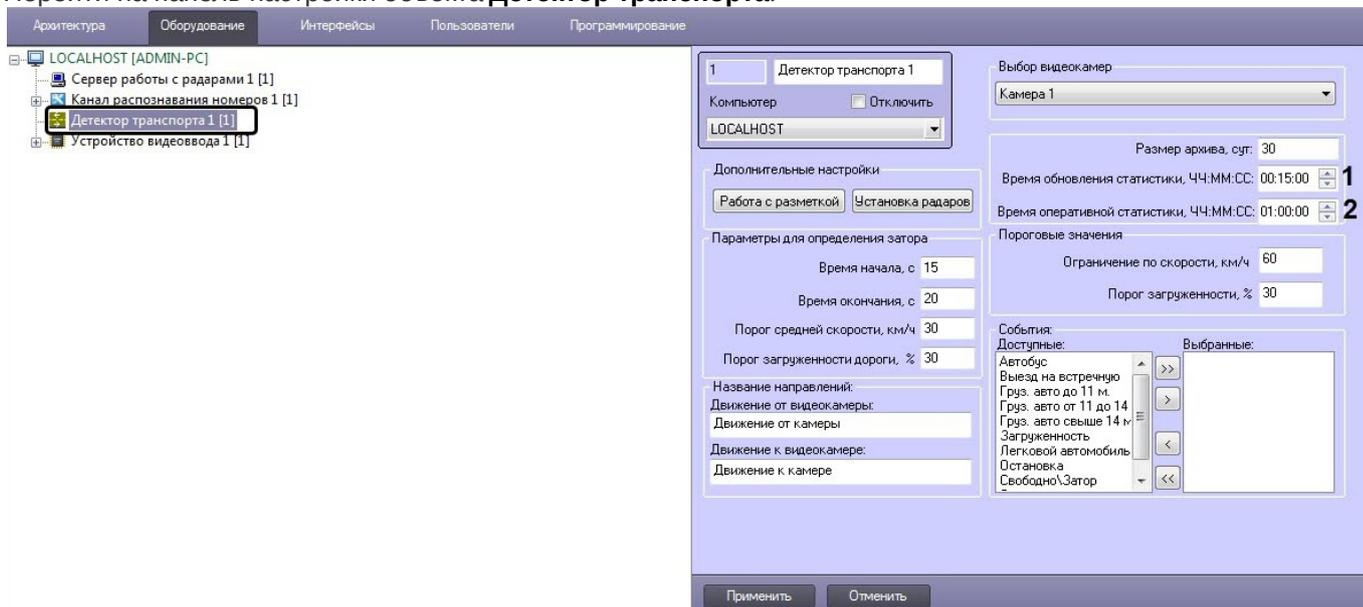 Перейти на панель настройки объекта Детектор транспорта.
Архитектура Оборудование Интерфейсы Пользователи Программирование
LOCALHOST [ADMIN-PC]
Сервер работы с радарами 1 [1]
Канал распознавания номеров 1 [1]
Детектор транспорта 1 [1]
Устройство видеоввода 1 [1]
1 Детектор транспорта 1
Компьютер Отключить
LOCALHOST
Дополнительные настройки
Работа с разметкой Установка радаров
Параметры для определения затора
Время начала, с 15
Время окончания, с 20
Порог средней скорости, км/ч 30
Порог загруженности дороги, % 30
Название направлений:
Движение от видеокамеры:
Движение от камеры
Движение к видеокамере:
Движение к камере
Выбор видеокамер
Камера 1
Размер архива, сут: 30
Время обновления статистики, ЧЧ:ММ:СС: 00:15:00 1
Время оперативной статистики, ЧЧ:ММ:СС: 01:00:00 2
Пороговые значения
Ограничение по скорости, км/ч 60
Порог загруженности, % 30
События:
Доступные: Выбранные:
Автобус
Выезд на встречную
Груз. авто до 11 м.
Груз. авто от 11 до 14
Груз. авто свыше 14 м
Загруженность
Легковой автомобиль
Остановка
Свободно\Затор
>>
>
<
<<
Применить Отменить